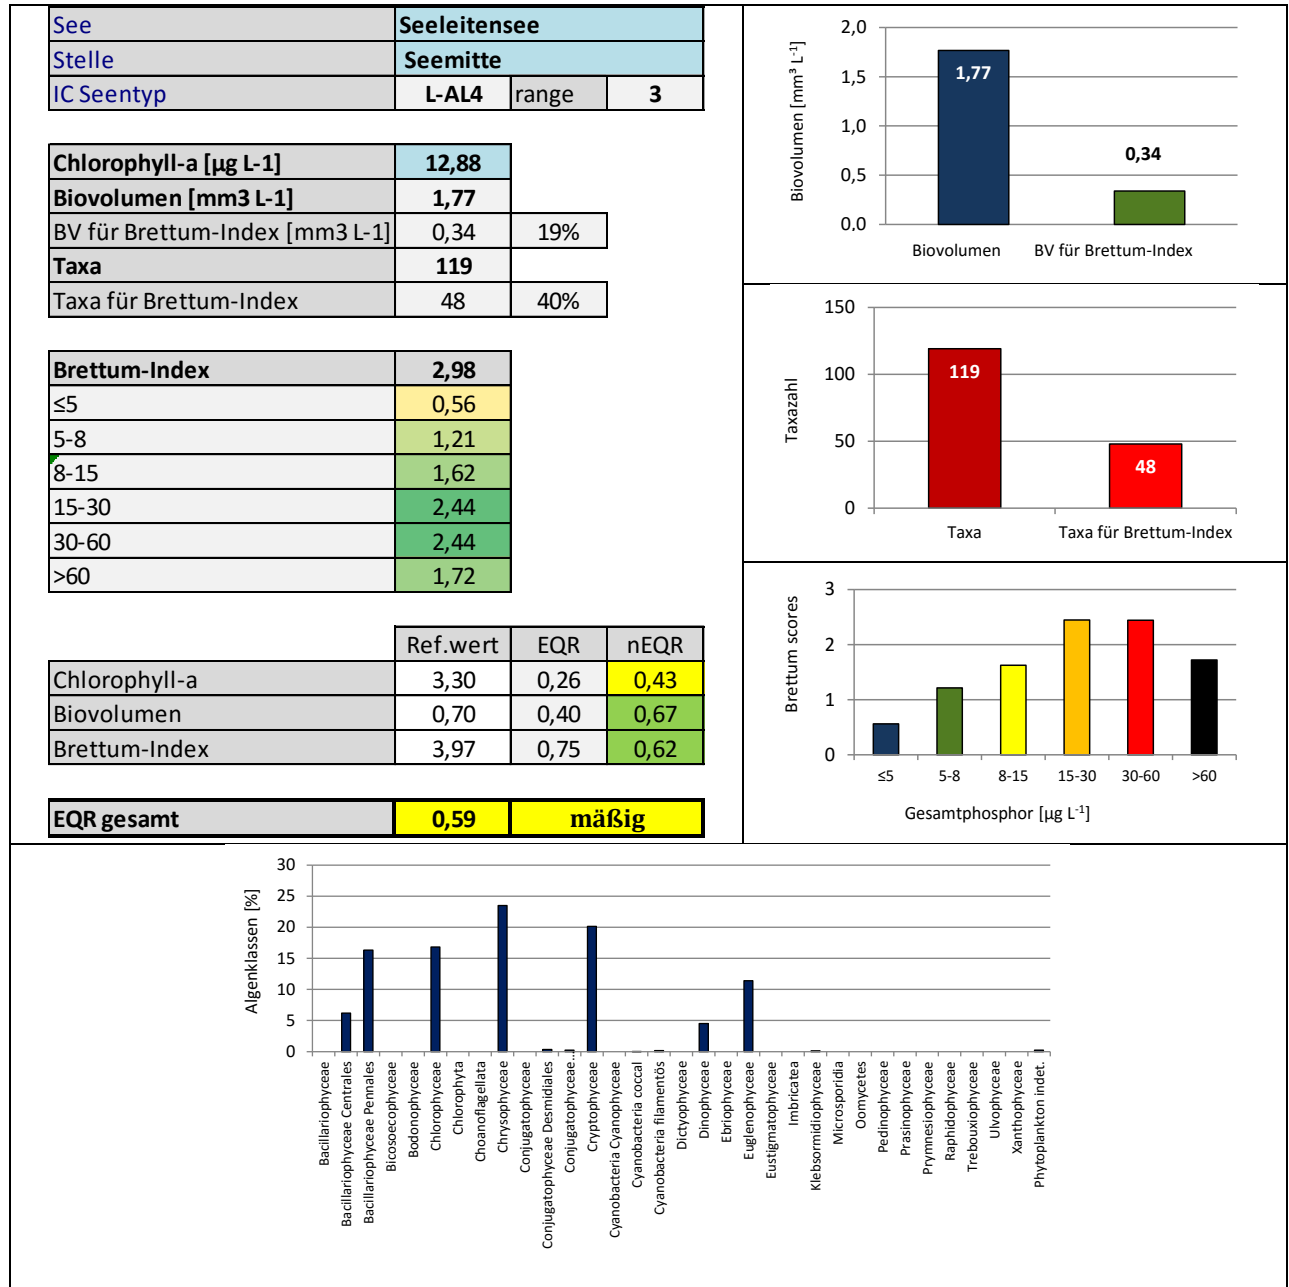 See Seeleitensee
Stelle Seemitte
IC Seentyp L-AL4 range 3
Chlorophyll-a [µg L-1] 12,88
Biovolumen [mm3 L-1] 1,77
BV für Brettum-Index [mm3 L-1] 0,34 19%
Taxa 119
Taxa für Brettum-Index 48 40%
Brettum-Index 2,98
≤5 0,56
5-8 1,21
8-15 1,62
15-30 2,44
30-60 2,44
>60 1,72
Ref.wert EQR nEQR
Chlorophyll-a 3,30 0,26 0,43
Biovolumen 0,70 0,40 0,67
Brettum-Index 3,97 0,75 0,62
EQR gesamt 0,59 mäßig
Biovolumen [mm³ L-1]
2,0
1,5
1,0
0,5
0,0
1,77
0,34
Biovolumen BV für Brettum-Index
Taxazahl
150
100
50
0
119
48
Taxa Taxa für Brettum-Index
Brettum scores
3
2
1
0
≤5 5-8 8-15 15-30 30-60 >60
Gesamtphosphor [µg L-1]
Algenklassen [%]
30
25
20
15
10
5
0
Bacillariophyceae
Bacillariophyceae Centrales
Bacillariophyceae Pennales
Bicosoecophyceae
Bodonophyceae
Chlorophyceae
Chlorophyta
Choanoflagellata
Chrysophyceae
Conjugatophyceae
Conjugatophyceae Desmidiales
Conjugatophyceae...
Cryptophyceae
Cyanobacteria Cyanophyceae
Cyanobacteria coccal
Cyanobacteria filamentös
Dictyophyceae
Dinophyceae
Ebriophyceae
Euglenophyceae
Eustigmatophyceae
Imbricatea
Klebsormidiophyceae
Microsporidia
Oomycetes
Pedinophyceae
Prasinophyceae
Prymnesiophyceae
Raphidophyceae
Trebouxiophyceae
Ulvophyceae
Xanthophyceae
Phytoplankton indet.